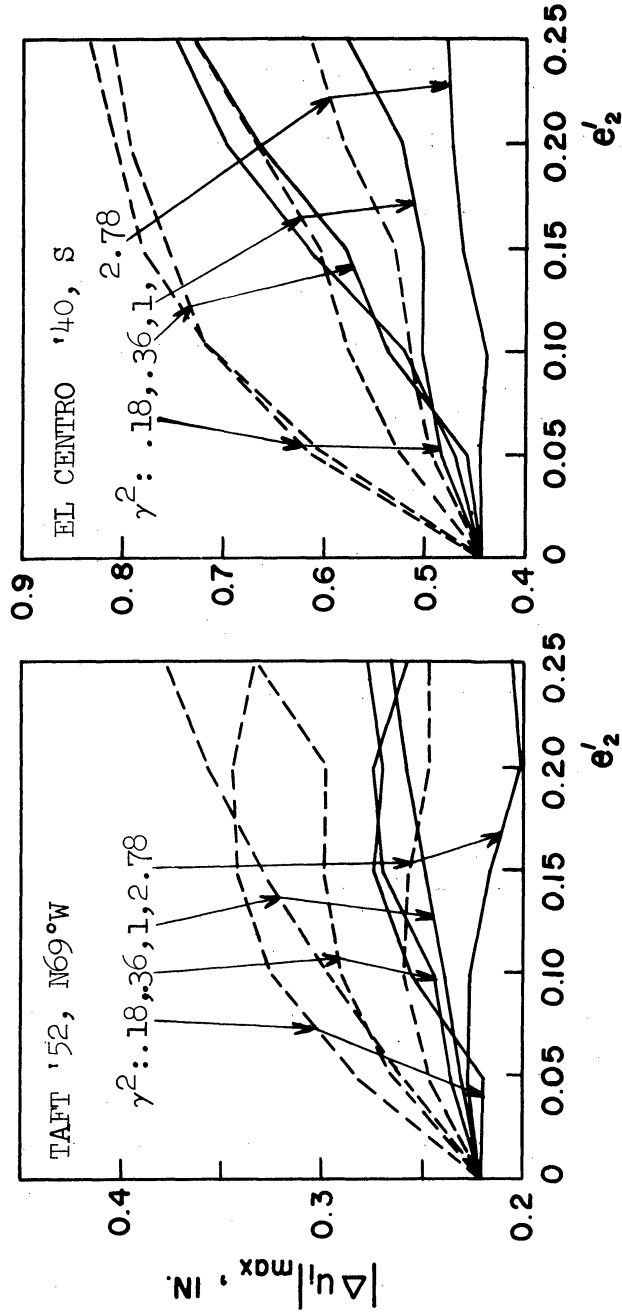 TAFT '52, N69°W
γ²:.18,.36,1,2.78
|Δu₁|max, IN.
0.4
0.3
0.2
0 0.05 0.10 0.15 0.20 0.25
e'₂
EL CENTRO '40, S
γ²: .18,.36,1, 2.78
0.9
0.8
0.7
0.6
0.5
0.4
0 0.05 0.10 0.15 0.20 0.25
e'₂